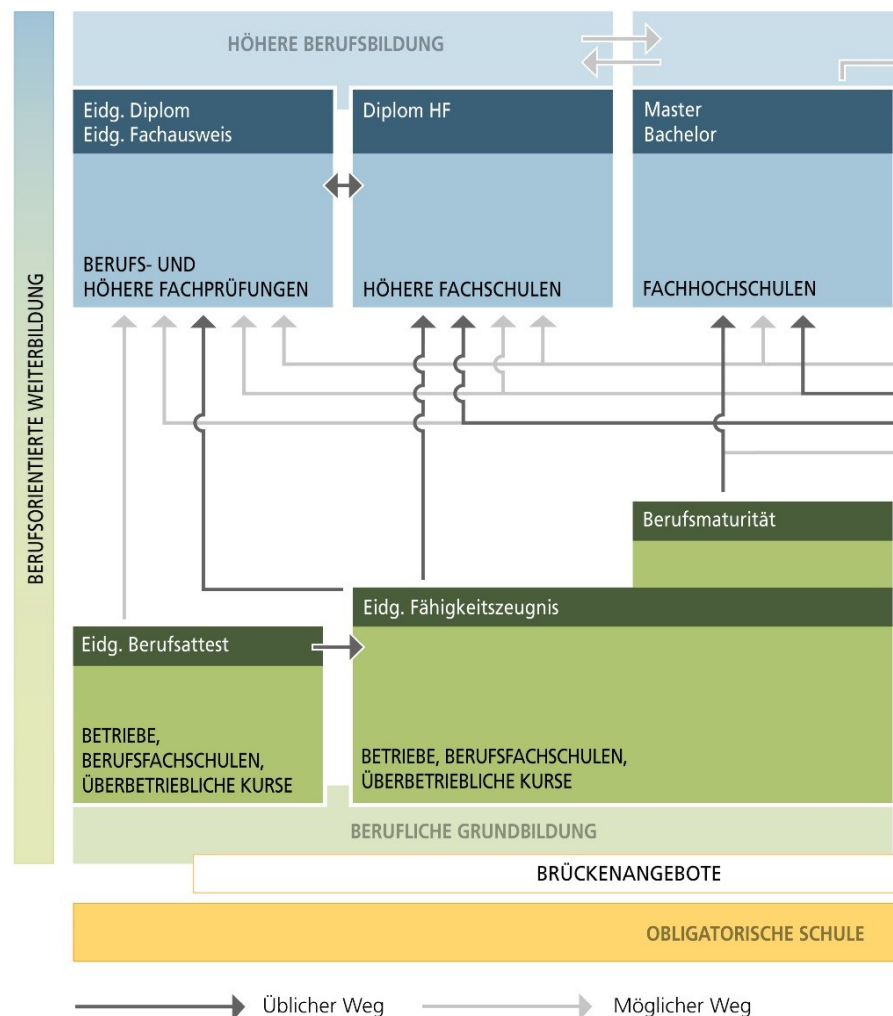 HÖHERE BERUFSBILDUNG
Eidg. Diplom
Eidg. Fachausweis
BERUFS- UND
HÖHERE FACHPRÜFUNGEN
Diplom HF
HÖHERE FACHSCHULEN
Master
Bachelor
FACHHOCHSCHULEN
BERUFSORIENTIERTE WEITERBILDUNG
Berufsmaturität
Eidg. Fähigkeitszeugnis
Eidg. Berufsattest
BETRIEBE,
BERUFSFACHSCHULEN,
ÜBERBETRIEBLICHE KURSE
BETRIEBE, BERUFSFACHSCHULEN,
ÜBERBETRIEBLICHE KURSE
BERUFLICHE GRUNDBILDUNG
BRÜCKENANGEBOTE
OBLIGATORISCHE SCHULE
Üblicher Weg
Möglicher Weg